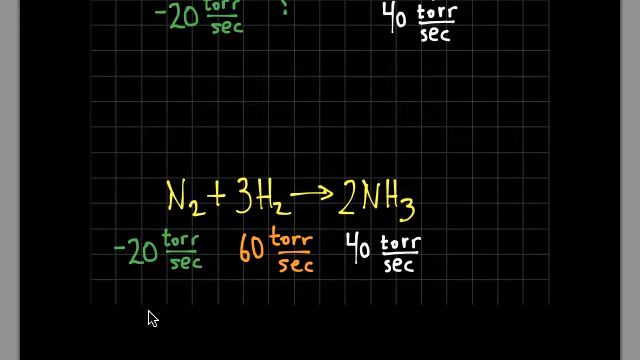 -20 torr/sec ? 40 torr/sec
N₂ + 3H₂ → 2NH₃
-20 torr/sec 60 torr/sec 40 torr/sec